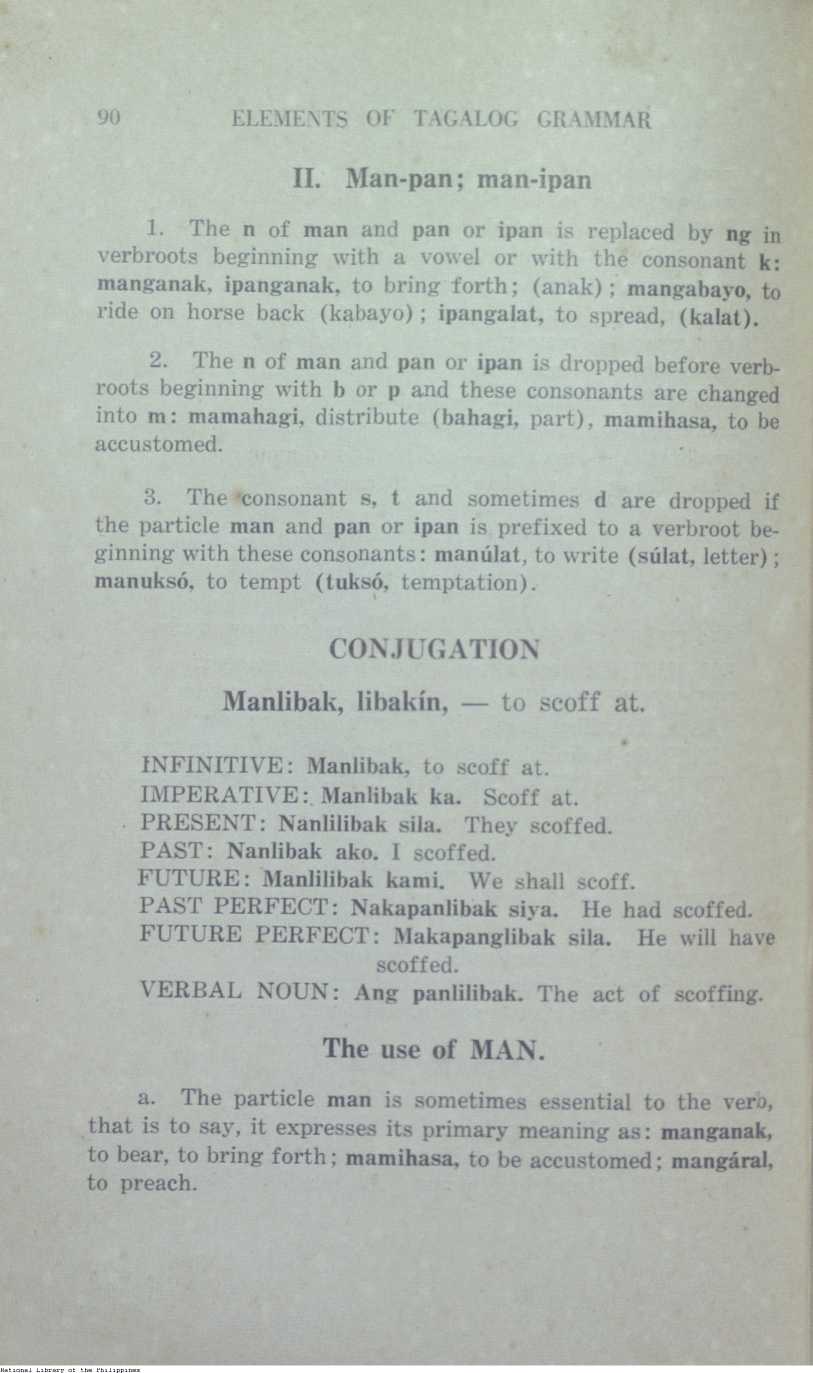 90 ELEMENTS OF TAGALOG GRAMMAR
II. Man-pan; man-ipan
1. The n of man and pan or ipan is replaced by ng in
verbroots beginning with a vowel or with the consonant k:
manganak, ipanganak, to bring forth; (anak); mangabayo, to
ride on horse back (kabayo); ipangalat, to spread, (kalat).
2. The n of man and pan or ipan is dropped before verb-
roots beginning with b or p and these consonants are changed
into m: mamahagi, distribute (bahagi, part), mamihasa, to be
accustomed.
3. The consonant s, t and sometimes d are dropped if
the particle man and pan or ipan is prefixed to a verbroot be-
ginning with these consonants: manúlat, to write (súlat, letter);
manuksó, to tempt (tuksó, temptation).
CONJUGATION
Manlibak, libakín, — to scoff at.
INFINITIVE: Manlibak, to scoff at.
IMPERATIVE: Manlibak ka. Scoff at.
PRESENT: Nanlilibak sila. They scoffed.
PAST: Nanlibak ako. I scoffed.
FUTURE: Manlilibak kami. We shall scoff.
PAST PERFECT: Nakapanlibak siya. He had scoffed.
FUTURE PERFECT: Makapanglibak sila. He will have
scoffed.
VERBAL NOUN: Ang panlilibak. The act of scoffing.
The use of MAN.
a. The particle man is sometimes essential to the verb,
that is to say, it expresses its primary meaning as: manganak,
to bear, to bring forth; mamihasa, to be accustomed; mangáral,
to preach.
National Library of the Philippines